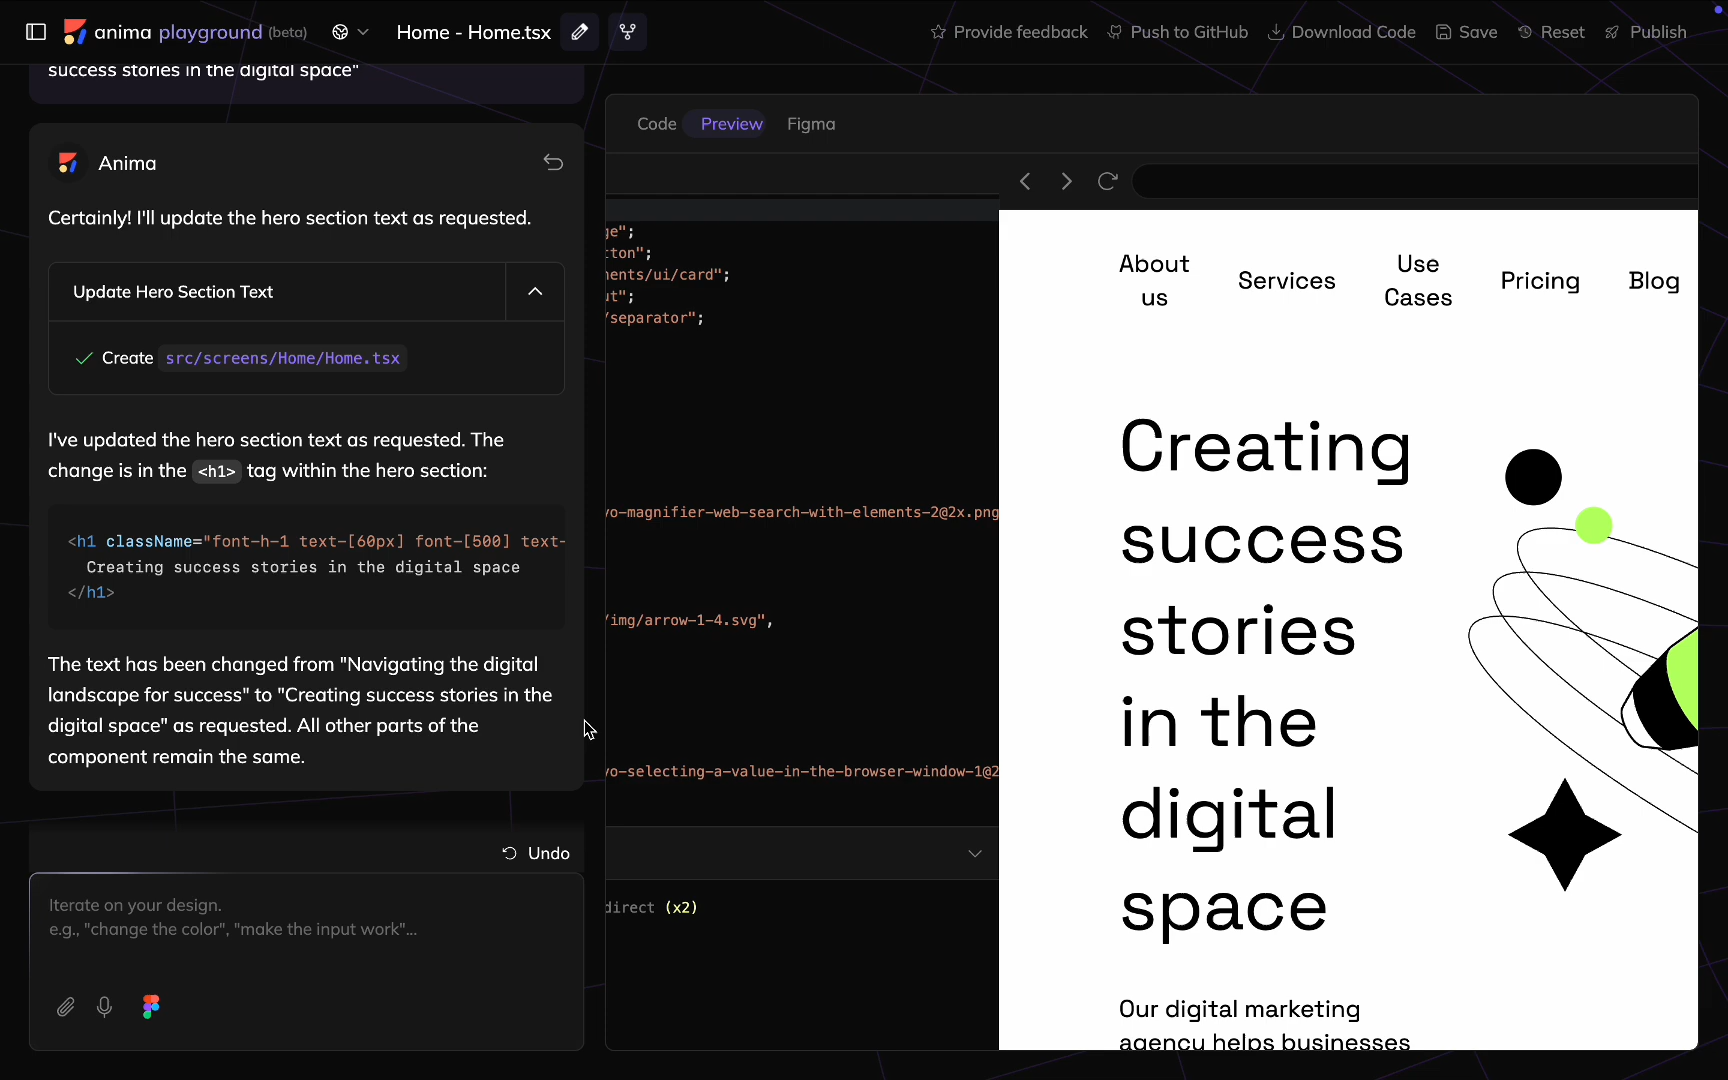 anima playground (beta)
Home - Home.tsx
Provide feedback
Push to GitHub
Download Code
Save
Reset
Publish
success stories in the digital space"
Anima
Certainly! I'll update the hero section text as requested.
Update Hero Section Text
Create src/screens/Home/Home.tsx
I've updated the hero section text as requested. The
change is in the <h1> tag within the hero section:
<h1 className="font-h-1 text-[60px] font-[500] text-
Creating success stories in the digital space
</h1>
The text has been changed from "Navigating the digital
landscape for success" to "Creating success stories in the
digital space" as requested. All other parts of the
component remain the same.
Undo
Iterate on your design.
e.g., "change the color", "make the input work"...
Code
Preview
Figma
ge";
tton";
nents/ui/card";
ut";
/separator";
vo-magnifier-web-search-with-elements-2@2x.png
/img/arrow-1-4.svg",
vo-selecting-a-value-in-the-browser-window-1@2
direct (x2)
About
us
Services
Use
Cases
Pricing
Blog
Creating
success
stories
in the
digital
space
Our digital marketing
agency helps businesses